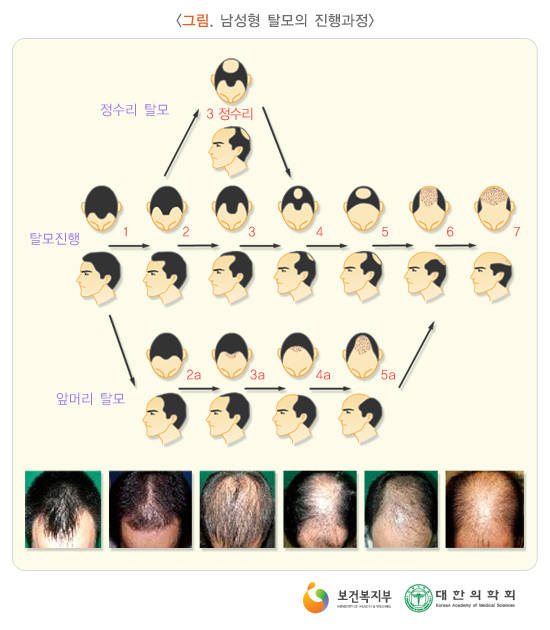 <그림. 남성형 탈모의 진행과정>
정수리 탈모
3 정수리
1
2
3
4
5
6
7
탈모진행
2a
3a
4a
5a
앞머리 탈모
보건복지부
MINISTRY OF HEALTH & WELFARE
대한의학회
Korean Academy of Medical Sciences